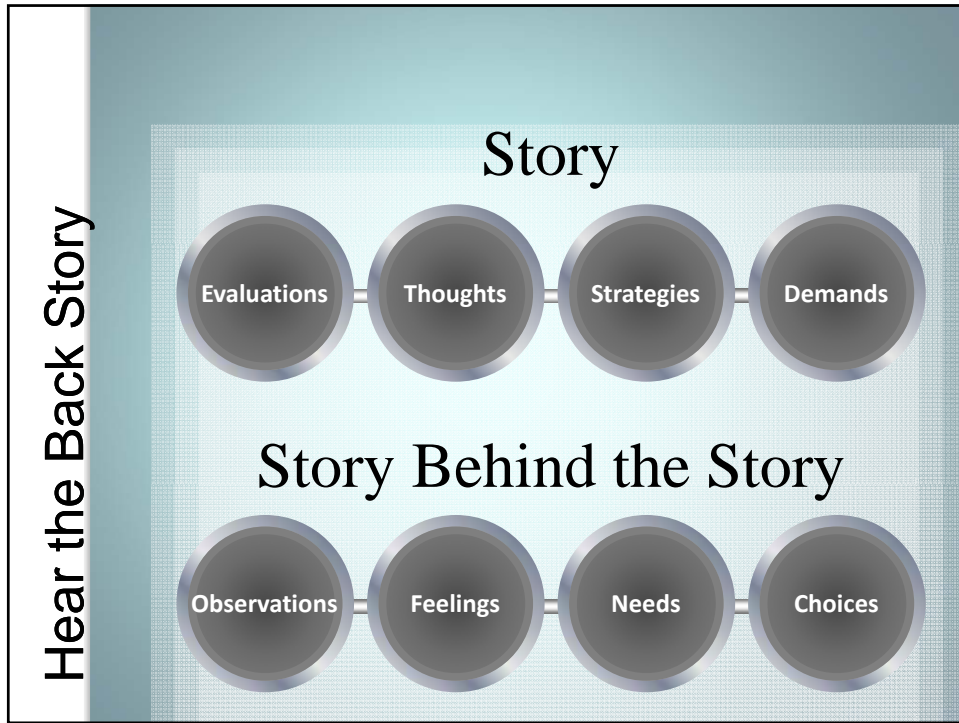 Hear the Back Story
Story
Evaluations Thoughts Strategies Demands
Story Behind the Story
Observations Feelings Needs Choices